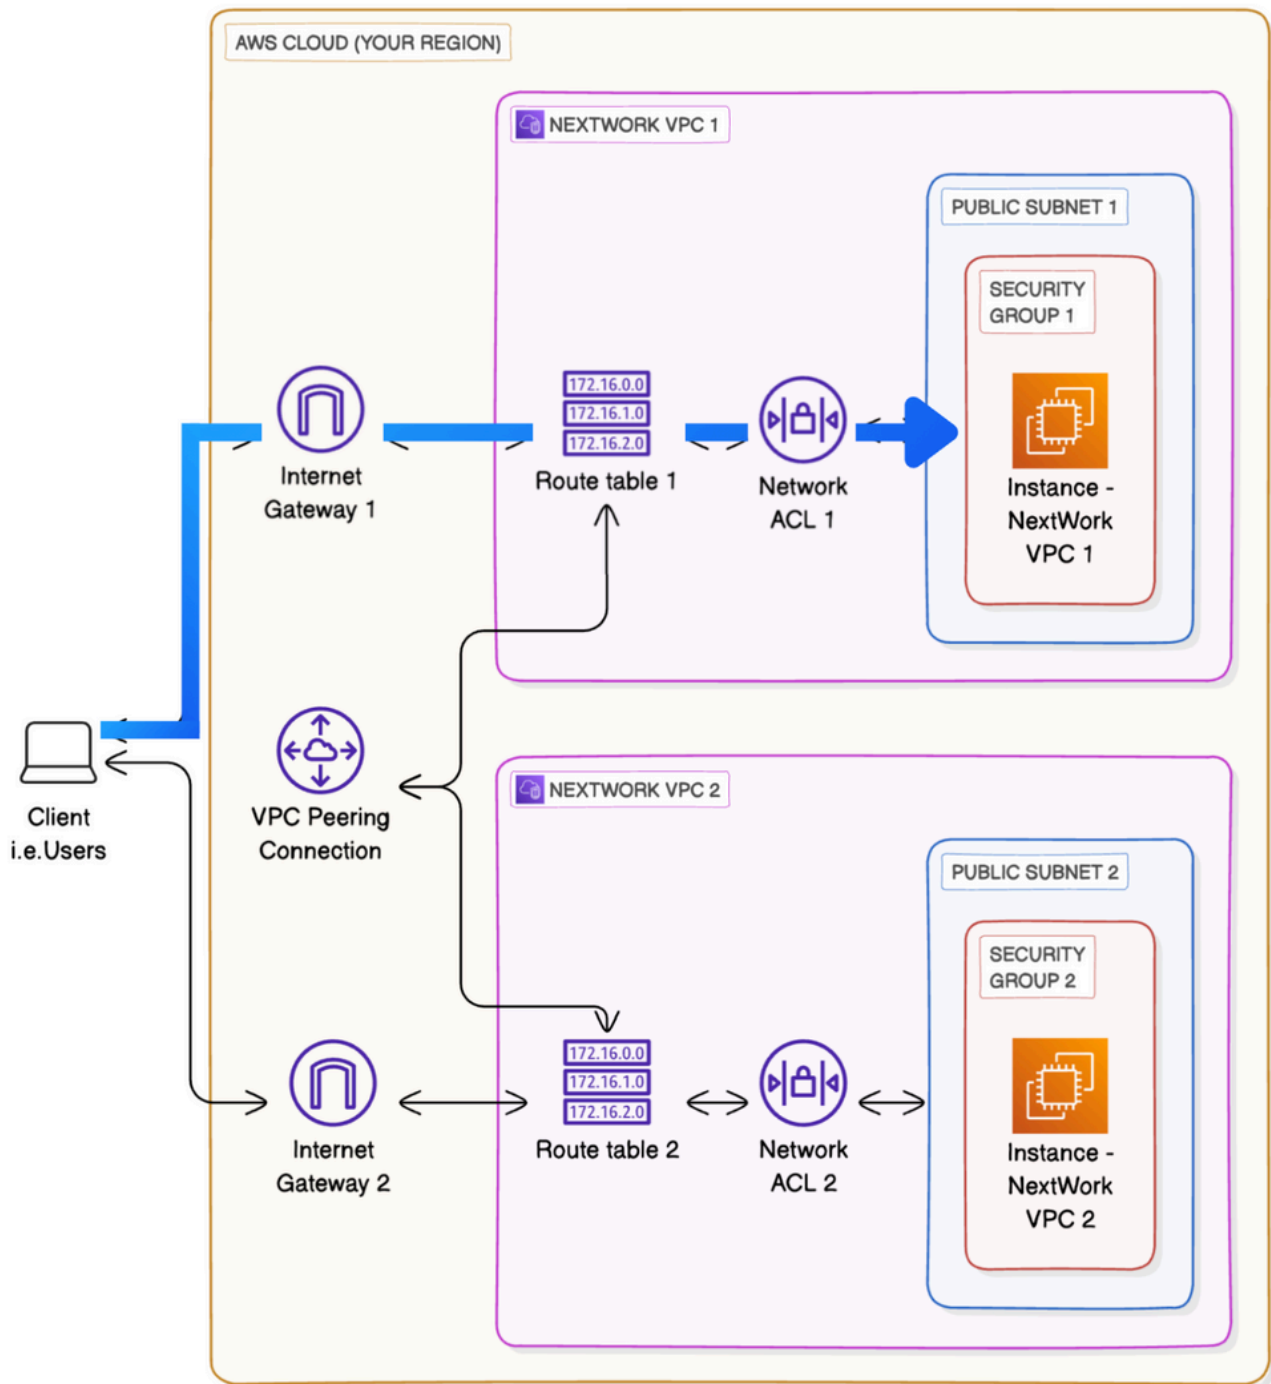 AWS CLOUD (YOUR REGION)
NEXTWORK VPC 1
PUBLIC SUBNET 1
SECURITY
GROUP 1
172.16.0.0
172.16.1.0
172.16.2.0
Internet
Gateway 1
Route table 1
Network
ACL 1
Instance -
NextWork
VPC 1
Client
i.e.Users
VPC Peering
Connection
NEXTWORK VPC 2
PUBLIC SUBNET 2
SECURITY
GROUP 2
172.16.0.0
172.16.1.0
172.16.2.0
Internet
Gateway 2
Route table 2
Network
ACL 2
Instance -
NextWork
VPC 2